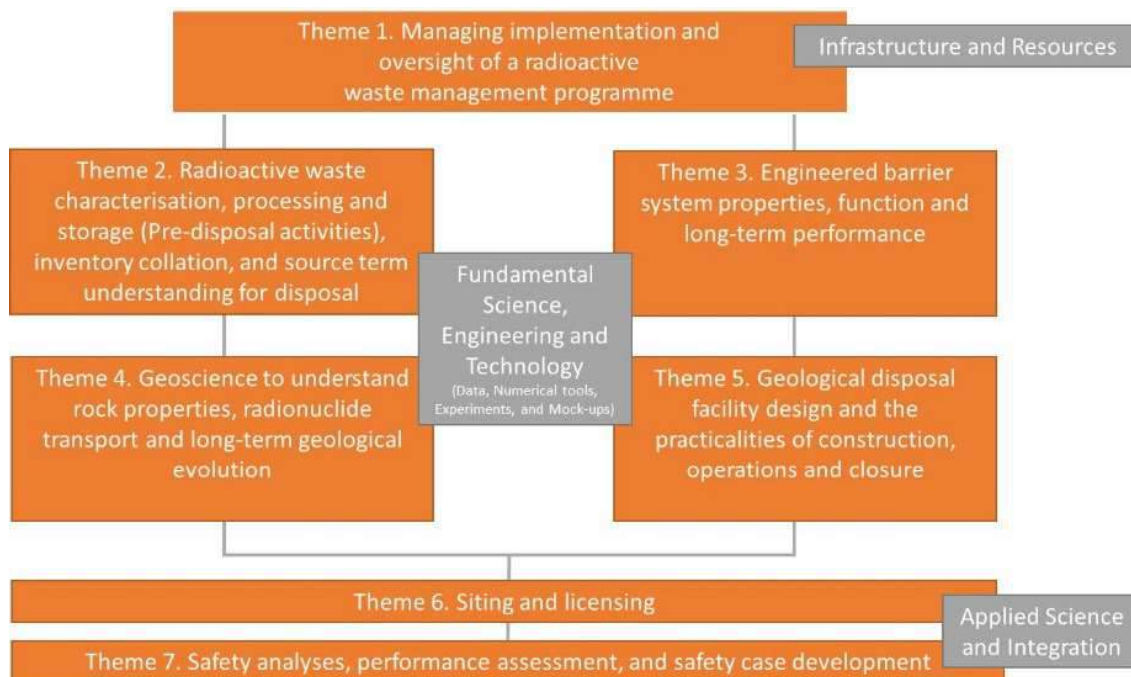 Theme 1. Managing implementation and
oversight of a radioactive
waste management programme
Infrastructure and Resources
Theme 2. Radioactive waste
characterisation, processing and
storage (Pre-disposal activities),
inventory collation, and source term
understanding for disposal
Theme 3. Engineered barrier
system properties, function and
long-term performance
Fundamental
Science,
Engineering and
Technology
(Data, Numerical tools,
Experiments, and Mock-ups)
Theme 4. Geoscience to understand
rock properties, radionuclide
transport and long-term geological
evolution
Theme 5. Geological disposal
facility design and the
practicalities of construction,
operations and closure
Theme 6. Siting and licensing
Applied Science
and Integration
Theme 7. Safety analyses, performance assessment, and safety case development